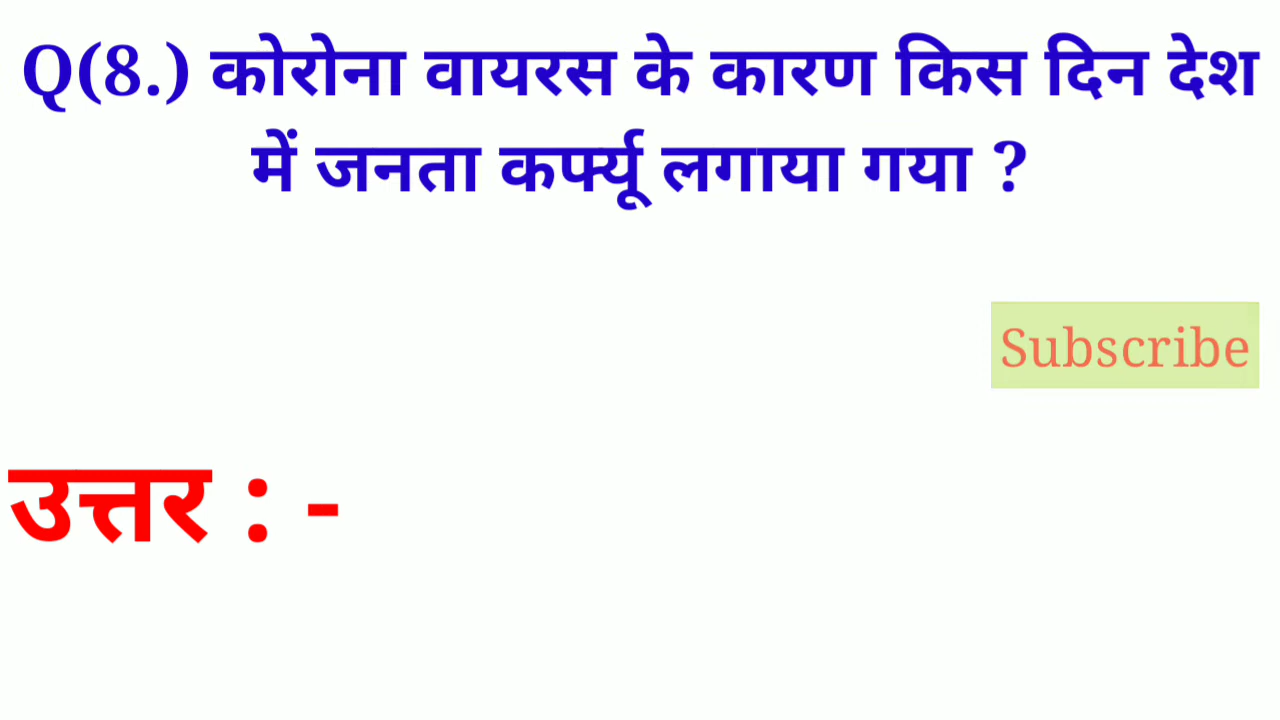 Q(8.) कोरोना वायरस के कारण किस दिन देश
में जनता कर्फ्यू लगाया गया ?
Subscribe
उत्तर : -